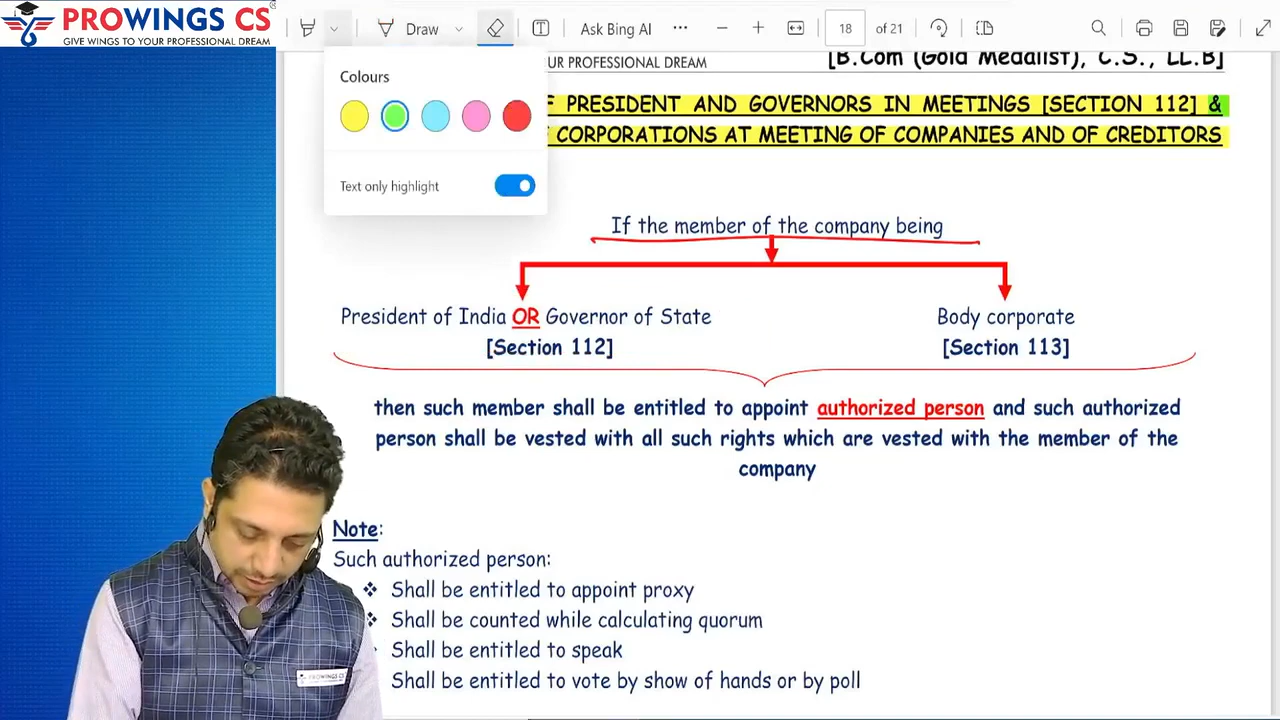 PROWINGS CS
GIVE WINGS TO YOUR PROFESSIONAL DREAM
Draw
Ask Bing AI
18 of 21
Colours
Text only highlight
UR PROFESSIONAL DREAM
[B.Com (Gold Medalist), C.S., LL.B]
F PRESIDENT AND GOVERNORS IN MEETINGS [SECTION 112] &
CORPORATIONS AT MEETING OF COMPANIES AND OF CREDITORS
If the member of the company being
President of India OR Governor of State
[Section 112]
Body corporate
[Section 113]
then such member shall be entitled to appoint authorized person and such authorized
person shall be vested with all such rights which are vested with the member of the
company
Note:
Such authorized person:
❖ Shall be entitled to appoint proxy
❖ Shall be counted while calculating quorum
Shall be entitled to speak
Shall be entitled to vote by show of hands or by poll
PROWINGS CS